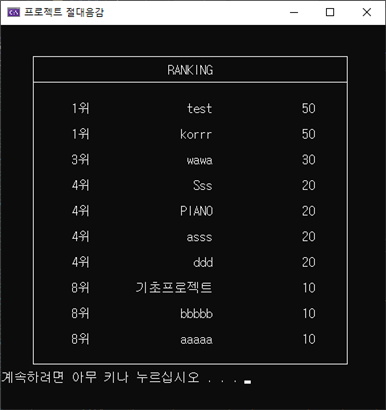 프로젝트 절대음감
RANKING
1위 test 50
1위 korrr 50
3위 wawa 30
4위 Sss 20
4위 PIANO 20
4위 asss 20
4위 ddd 20
8위 기초프로젝트 10
8위 bbbbb 10
8위 aaaaa 10
계속하려면 아무 키나 누르십시오 . . .